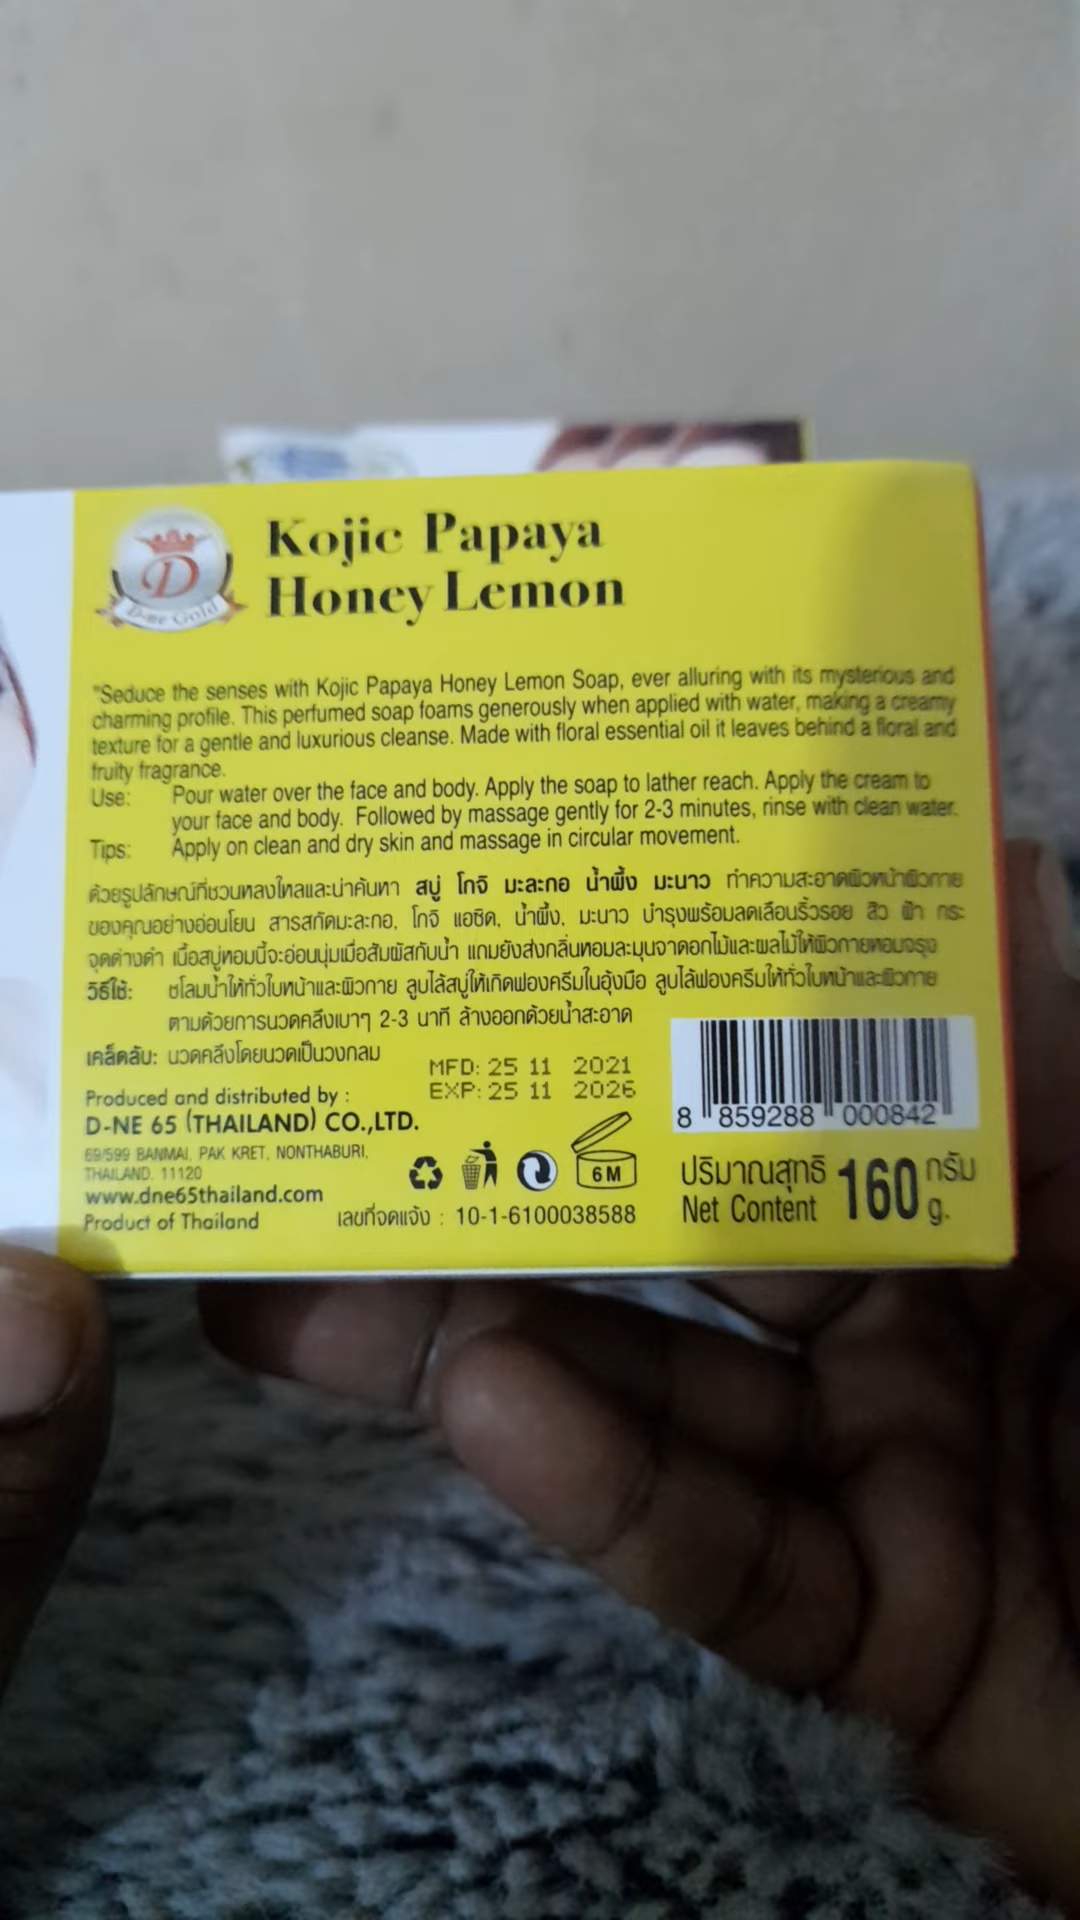 D
D-ne Gold
Kojic Papaya
Honey Lemon
"Seduce the senses with Kojic Papaya Honey Lemon Soap, ever alluring with its mysterious and
charming profile. This perfumed soap foams generously when applied with water, making a creamy
texture for a gentle and luxurious cleanse. Made with floral essential oil it leaves behind a floral and
fruity fragrance.
Use: Pour water over the face and body. Apply the soap to lather reach. Apply the cream to
your face and body. Followed by massage gently for 2-3 minutes, rinse with clean water.
Tips: Apply on clean and dry skin and massage in circular movement.
ด้วยรูปลักษณ์ที่ชวนหลงใหลและน่าค้นหา สบู่ โกจิ มะละกอ น้ำผึ้ง มะนาว ทำความสะอาดผิวหน้าผิวกาย
ของคุณอย่างอ่อนโยน สารสกัดมะละกอ, โกจิ แอซิด, น้ำผึ้ง, มะนาว บำรุงพร้อมลดเลือนริ้วรอย สิว ฝ้า กระ
จุดด่างดำ เนื้อสบู่หอมนี้จะอ่อนนุ่มเมื่อสัมผัสกับน้ำ แถมยังส่งกลิ่นหอมละมุนจากดอกไม้และผลไม้ให้ผิวกายหอมจรุง
วิธีใช้: ชโลมน้ำให้ทั่วใบหน้าและผิวกาย ลูบไล้สบู่ให้เกิดฟองครีมในอุ้งมือ ลูบไล้ฟองครีมให้ทั่วใบหน้าและผิวกาย
ตามด้วยการนวดคลึงเบาๆ 2-3 นาที ล้างออกด้วยน้ำสะอาด
เคล็ดลับ: นวดคลึงโดยนวดเป็นวงกลม
MFD: 25 11 2021
EXP: 25 11 2026
Produced and distributed by :
D-NE 65 (THAILAND) CO.,LTD.
69/599 BANMAI, PAK KRET, NONTHABURI,
THAILAND. 11120
www.dne65thailand.com
Product of Thailand
6M
เลขที่จดแจ้ง : 10-1-6100038588
8 859288 000842
ปริมาณสุทธิ 160 กรัม
Net Content g.